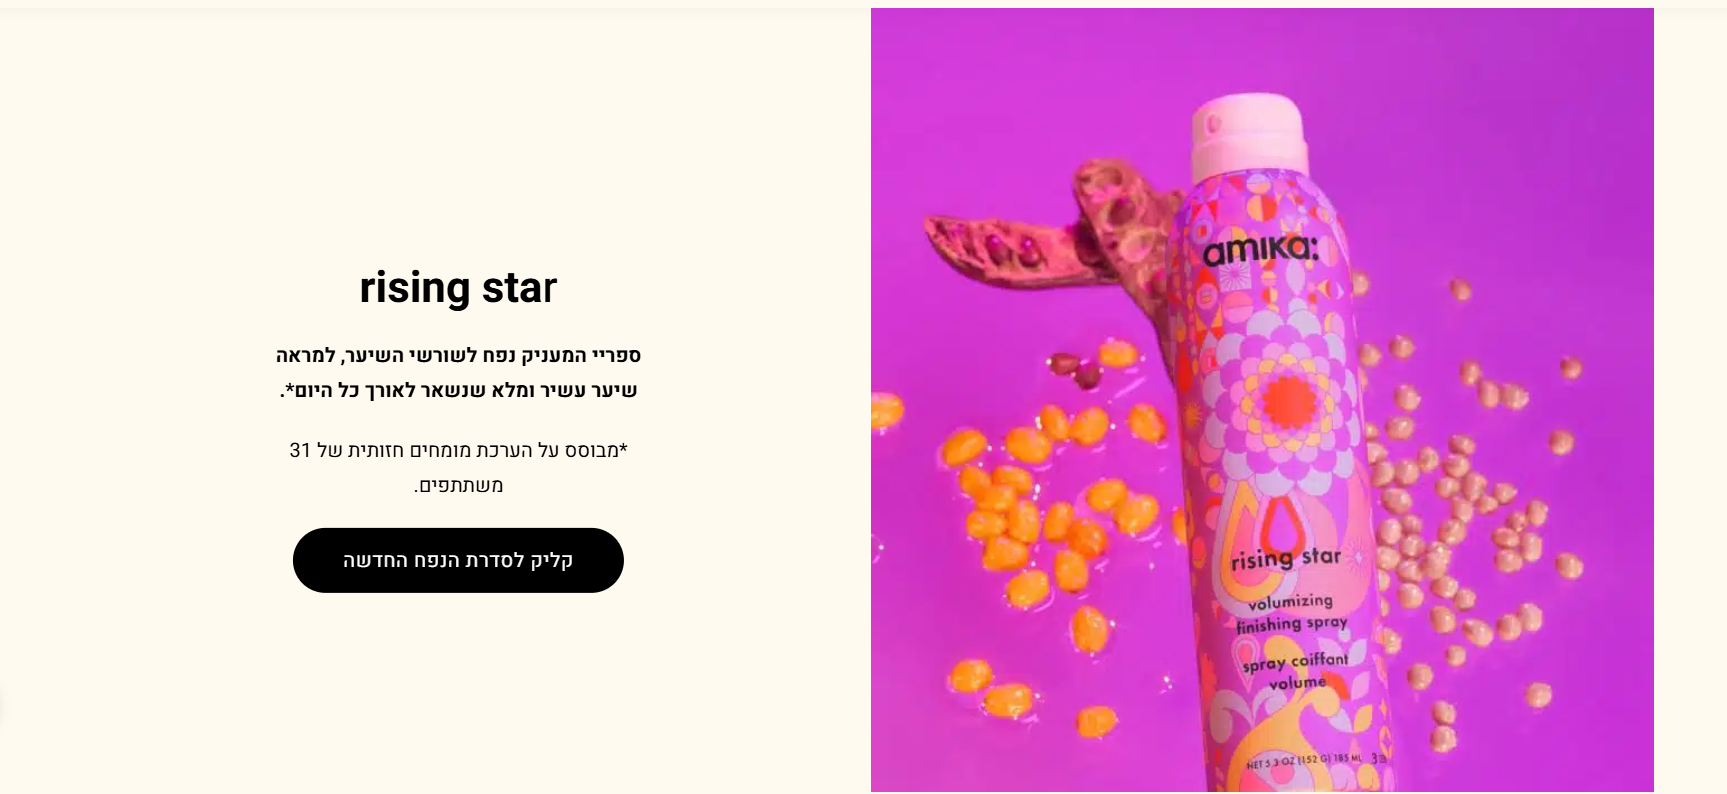 rising star
ספריי המעניק נפח לשורשי השיער, למראה
שיער עשיר ומלא שנשאר לאורך כל היום*.
*מבוסס על הערכת מומחים חזותית של 31
משתתפים.
קליק לסדרת הנפח החדשה
amika:
rising star
volumizing
finishing spray
spray coiffant
volume
NET 5.3 OZ (152 G) 185 ML